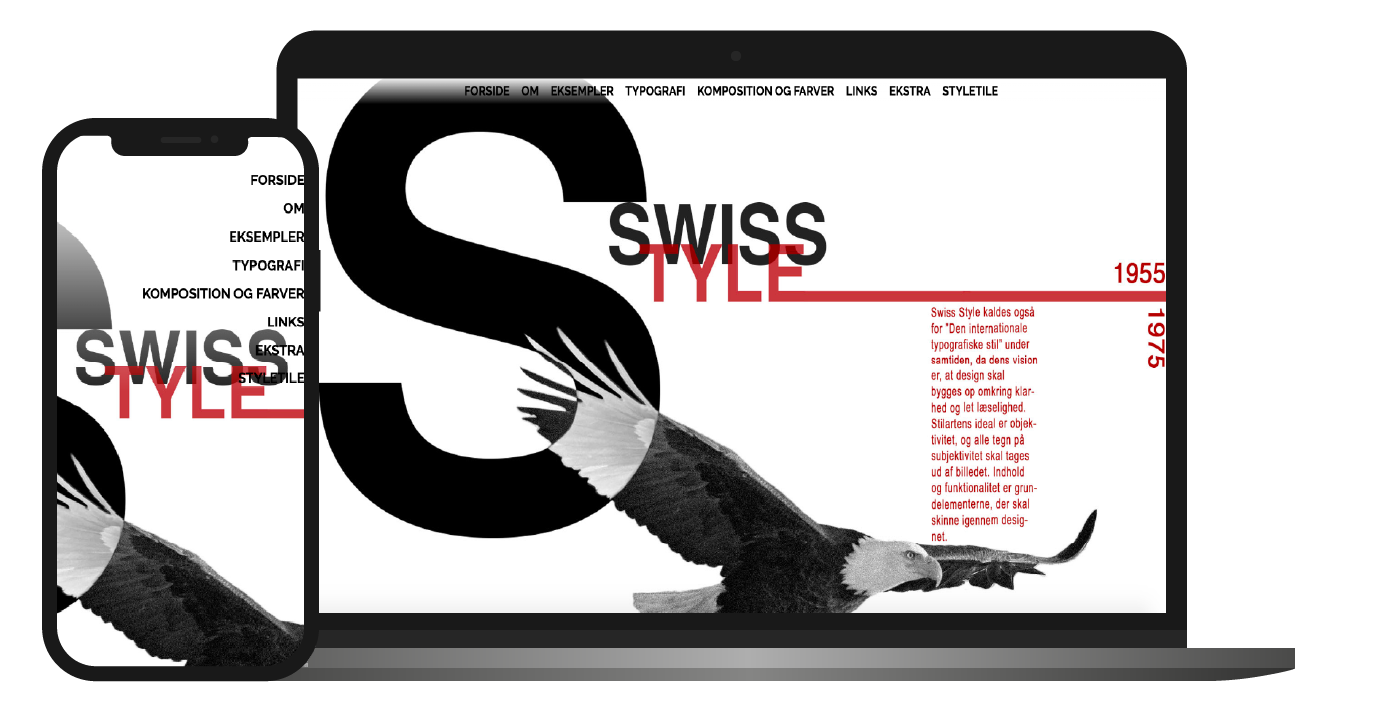 FORSIDE
OM
EKSEMPLER
TYPOGRAFI
KOMPOSITION OG FARVER
LINKS
EKSTRA
STYLETILE
SWISS
TYLE
FORSIDE OM EKSEMPLER TYPOGRAFI KOMPOSITION OG FARVER LINKS EKSTRA STYLETILE
S
SWISS
TYLE
1955
1975
Swiss Style kaldes også
for "Den internationale
typografiske stil" under
samtiden, da dens vision
er, at design skal
bygges op omkring klar-
hed og let læselighed.
Stilartens ideal er objek-
tivitet, og alle tegn på
subjektivitet skal tages
ud af billedet. Indhold
og funktionalitet er grun-
delementerne, der skal
skinne igennem desig-
net.